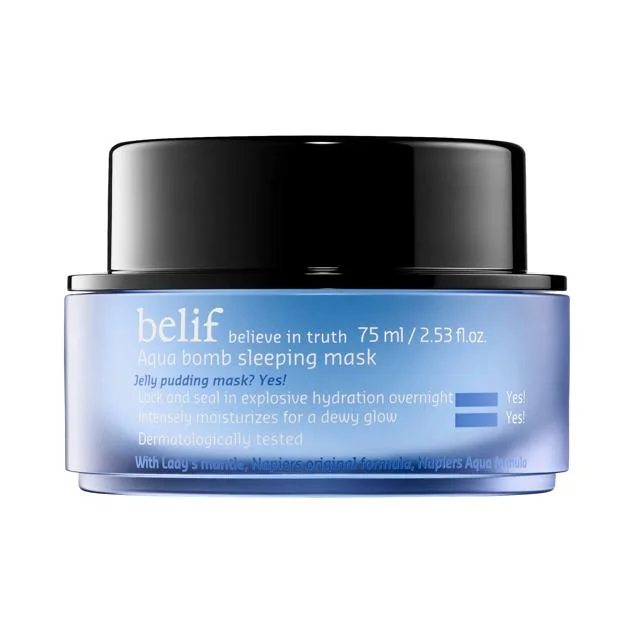 belif believe in truth 75 ml / 2.53 fl.oz.
Aqua bomb sleeping mask
Jelly pudding mask? Yes!
Lock and seal in explosive hydration overnight Yes!
Intensely moisturizes for a dewy glow Yes!
Dermatologically tested
With Lady's mantle, Napiers original formula, Napiers Aqua formula